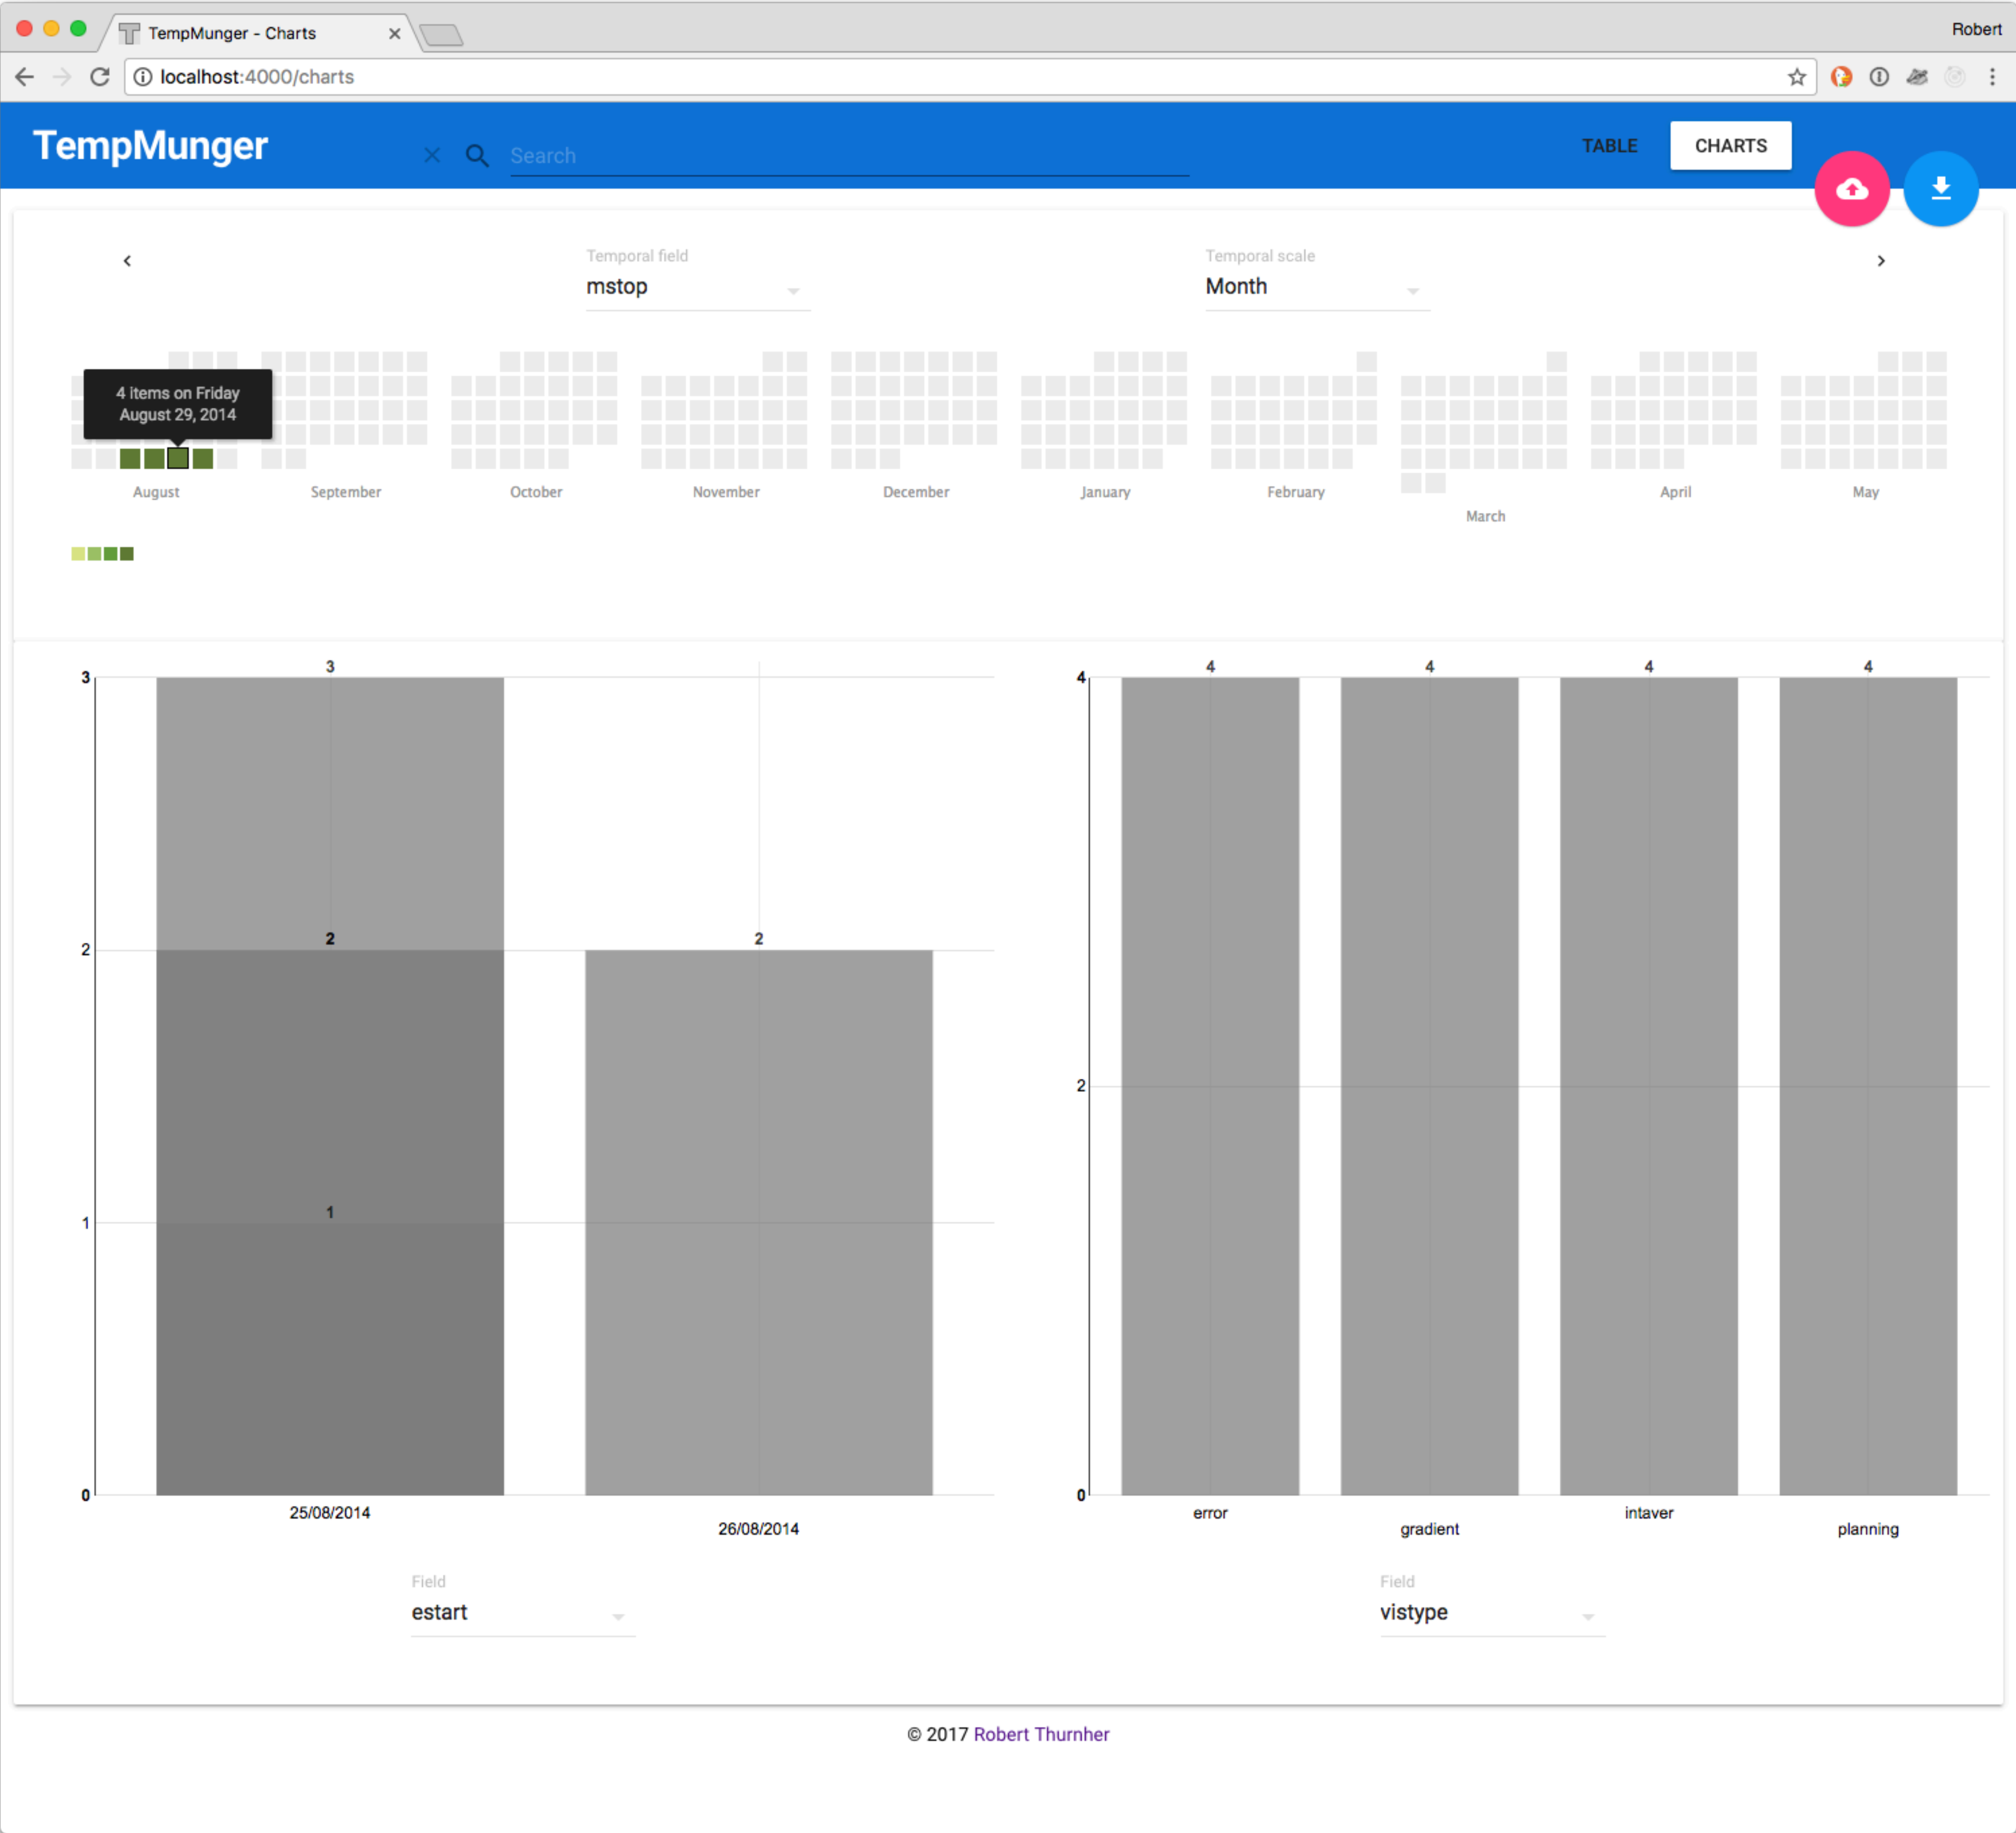 TempMunger - Charts
Robert
localhost:4000/charts
TempMunger
Search
TABLE
CHARTS
Temporal field
mstop
Temporal scale
Month
4 items on Friday
August 29, 2014
August
September
October
November
December
January
February
March
April
May
3
2
1
0
3
2
1
2
25/08/2014
26/08/2014
Field
estart
4
2
0
4
4
4
4
error
gradient
intaver
planning
Field
vistype
© 2017 Robert Thurnher